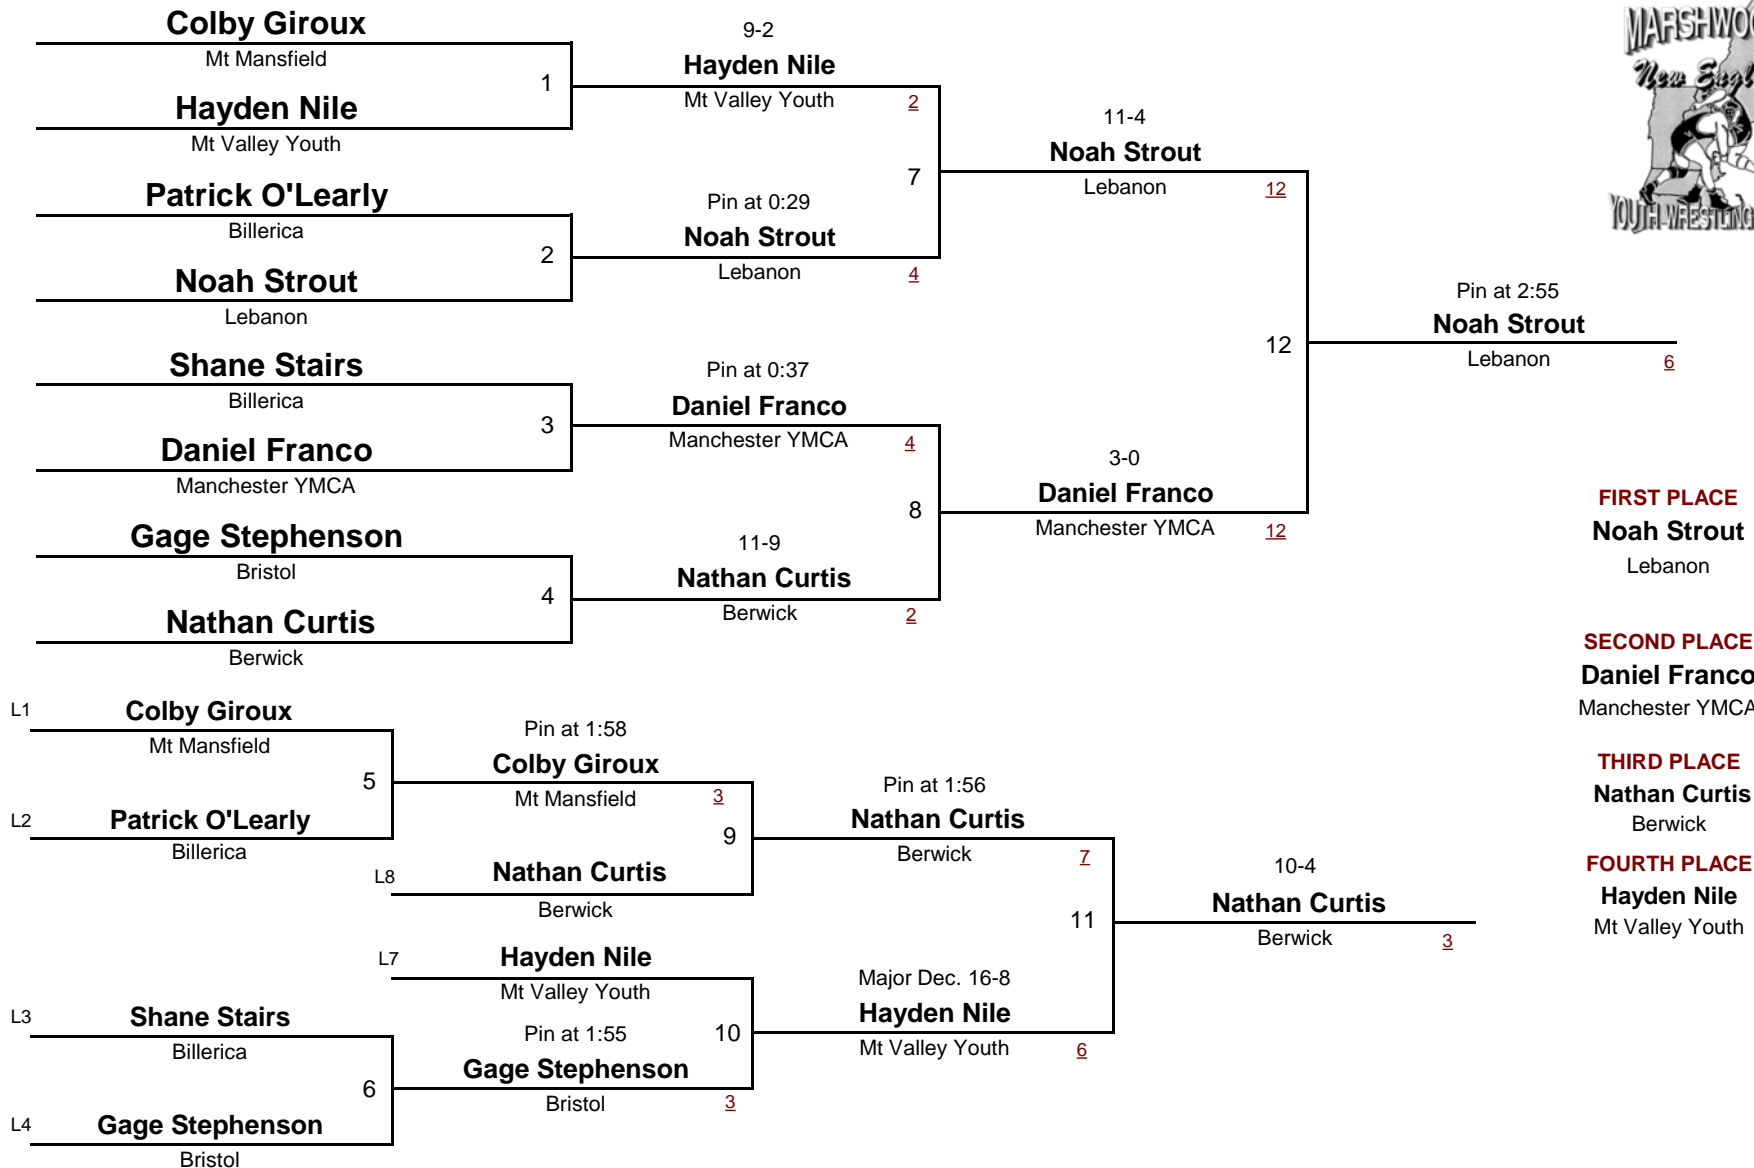 Colby Giroux
Mt Mansfield
1
Hayden Nile
Mt Valley Youth
9-2
Hayden Nile
Mt Valley Youth
2
Patrick O'Learly
Billerica
2
Noah Strout
Lebanon
Pin at 0:29
Noah Strout
Lebanon
4
7
11-4
Noah Strout
Lebanon
12
Shane Stairs
Billerica
3
Daniel Franco
Manchester YMCA
Pin at 0:37
Daniel Franco
Manchester YMCA
4
Gage Stephenson
Bristol
4
Nathan Curtis
Berwick
11-9
Nathan Curtis
Berwick
2
8
3-0
Daniel Franco
Manchester YMCA
12
12
Pin at 2:55
Noah Strout
Lebanon
6
YOUTH WRESTLING
FIRST PLACE
Noah Strout
Lebanon
SECOND PLACE
Daniel Franco
Manchester YMCA
THIRD PLACE
Nathan Curtis
Berwick
FOURTH PLACE
Hayden Nile
Mt Valley Youth
L1
Colby Giroux
Mt Mansfield
5
L2
Patrick O'Learly
Billerica
Pin at 1:58
Colby Giroux
Mt Mansfield
3
9
L8
Nathan Curtis
Berwick
Pin at 1:56
Nathan Curtis
Berwick
7
L7
Hayden Nile
Mt Valley Youth
10
L3
Shane Stairs
Billerica
6
L4
Gage Stephenson
Bristol
Pin at 1:55
Gage Stephenson
Bristol
3
Major Dec. 16-8
Hayden Nile
Mt Valley Youth
6
11
10-4
Nathan Curtis
Berwick
3